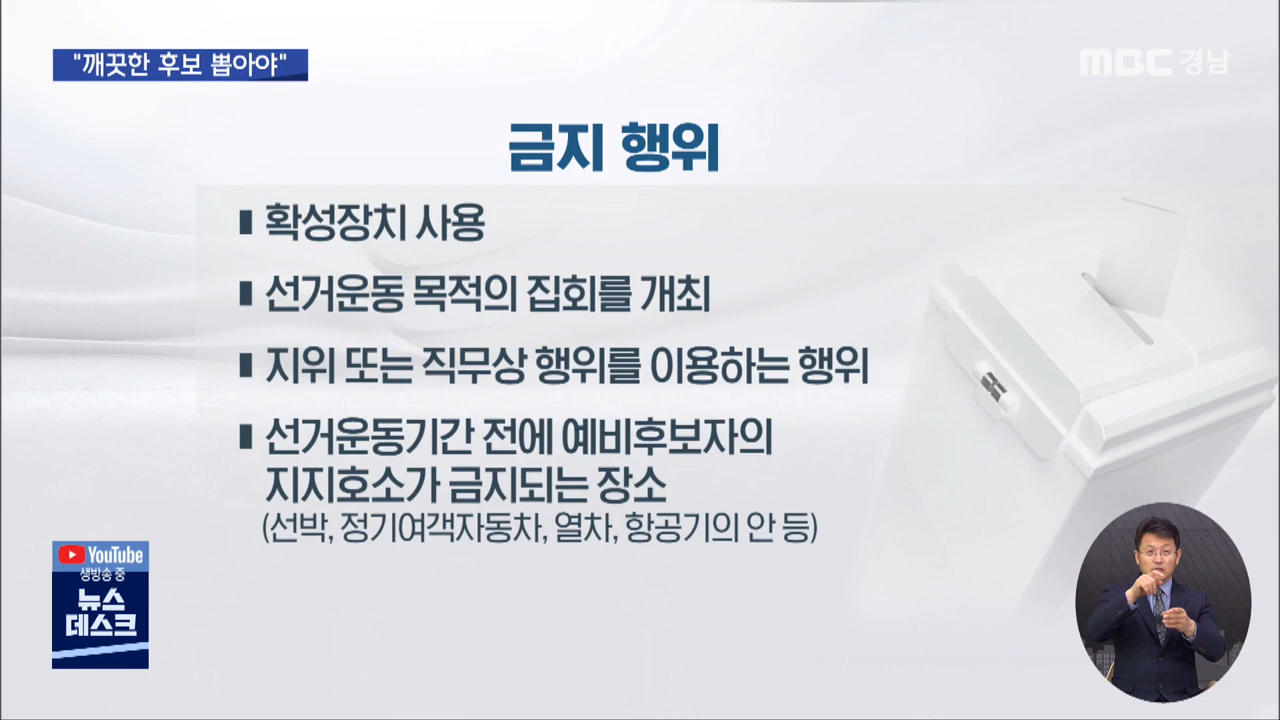 "깨끗한 후보 뽑아야"
MBC 경남
금지 행위
확성장치 사용
선거운동 목적의 집회를 개최
지위 또는 직무상 행위를 이용하는 행위
선거운동기간 전에 예비후보자의
지지호소가 금지되는 장소
(선박, 정기여객자동차, 열차, 항공기의 안 등)
YouTube
생방송 중
뉴스
데스크